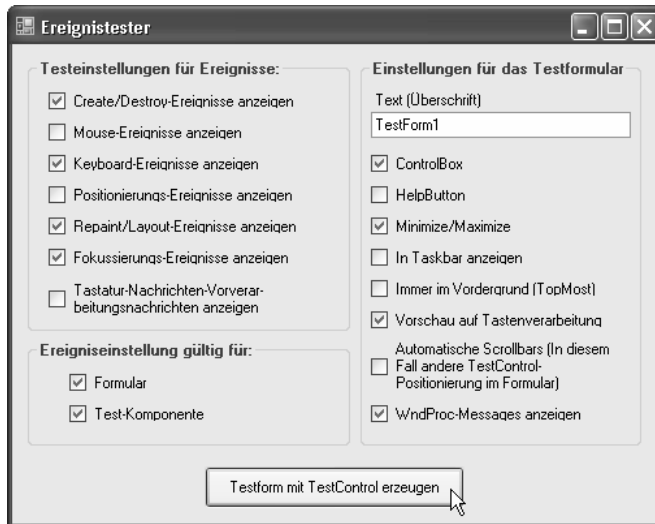 Ereignistester
Testeinstellungen für Ereignisse:
Create/Destroy-Ereignisse anzeigen
Mouse-Ereignisse anzeigen
Keyboard-Ereignisse anzeigen
Positionierungs-Ereignisse anzeigen
Repaint/Layout-Ereignisse anzeigen
Fokussierungs-Ereignisse anzeigen
Tastatur-Nachrichten-Vorverar-
beitungsnachrichten anzeigen
Ereigniseinstellung gültig für:
Formular
Test-Komponente
Einstellungen für das Testformular
Text (Überschrift)
TestForm1
ControlBox
HelpButton
Minimize/Maximize
In Taskbar anzeigen
Immer im Vordergrund (TopMost)
Vorschau auf Tastenverarbeitung
Automatische Scrollbars (In diesem
Fall andere TestControl-
Positionierung im Formular)
WndProc-Messages anzeigen
Testform mit TestControl erzeugen